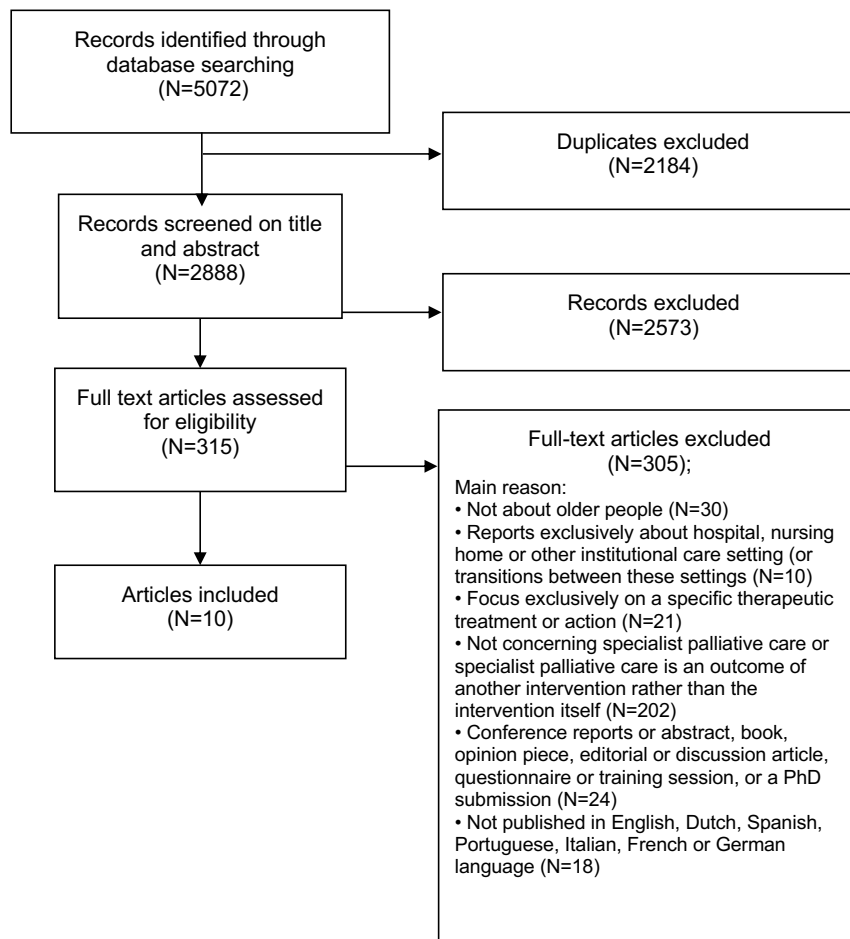 Records identified through
database searching
(N=5072)
Duplicates excluded
(N=2184)
Records screened on title
and abstract
(N=2888)
Records excluded
(N=2573)
Full text articles assessed
for eligibility
(N=315)
Full-text articles excluded
(N=305);
Main reason:
• Not about older people (N=30)
• Reports exclusively about hospital, nursing
home or other institutional care setting (or
transitions between these settings (N=10)
• Focus exclusively on a specific therapeutic
treatment or action (N=21)
• Not concerning specialist palliative care or
specialist palliative care is an outcome of
another intervention rather than the
intervention itself (N=202)
• Conference reports or abstract, book,
opinion piece, editorial or discussion article,
questionnaire or training session, or a PhD
submission (N=24)
• Not published in English, Dutch, Spanish,
Portuguese, Italian, French or German
language (N=18)
Articles included
(N=10)